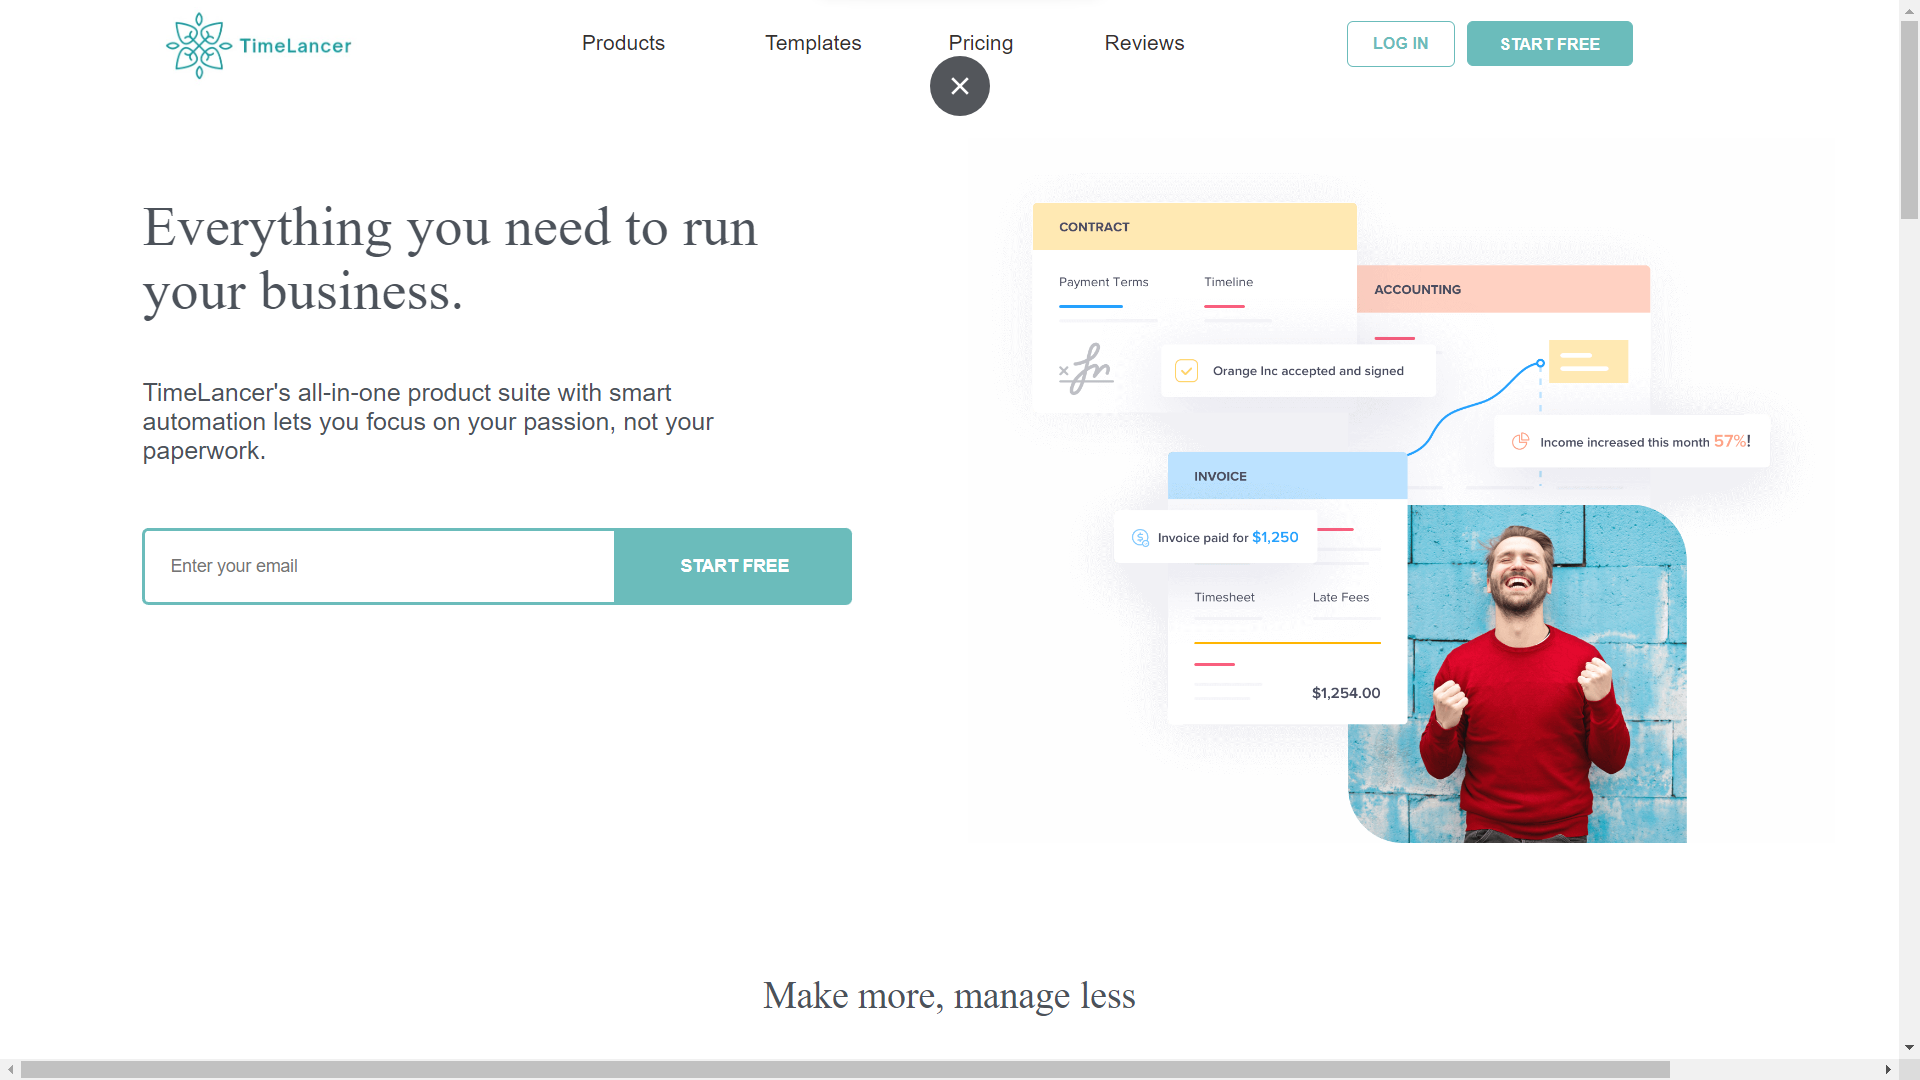 TimeLancer
Products
Templates
Pricing
Reviews
LOG IN
START FREE
Everything you need to run
your business.
TimeLancer's all-in-one product suite with smart
automation lets you focus on your passion, not your
paperwork.
Enter your email
START FREE
CONTRACT
Payment Terms
Timeline
Orange Inc accepted and signed
ACCOUNTING
Income increased this month 57%!
INVOICE
Invoice paid for $1,250
Timesheet
Late Fees
$1,254.00
Make more, manage less